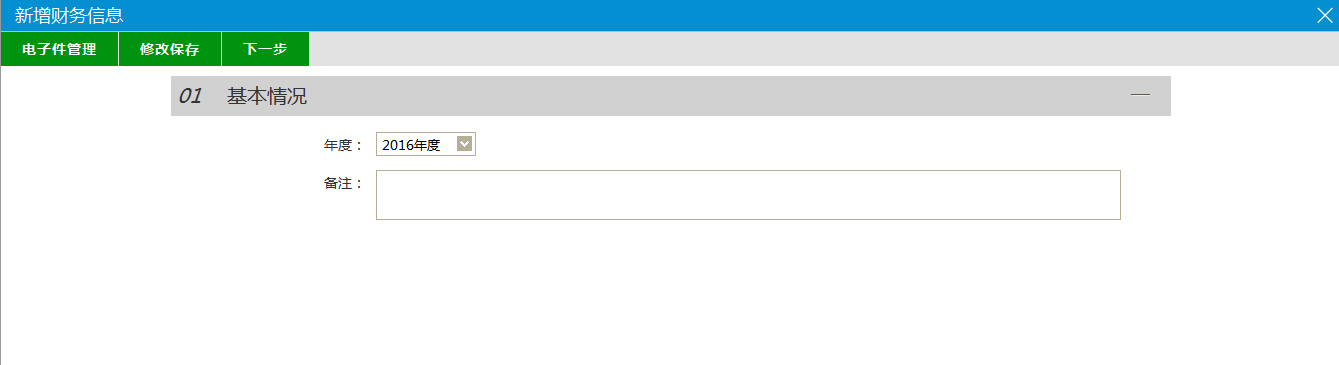 新增财务信息
电子件管理 修改保存 下一步
01 基本情况
年度： 2016年度
备注：